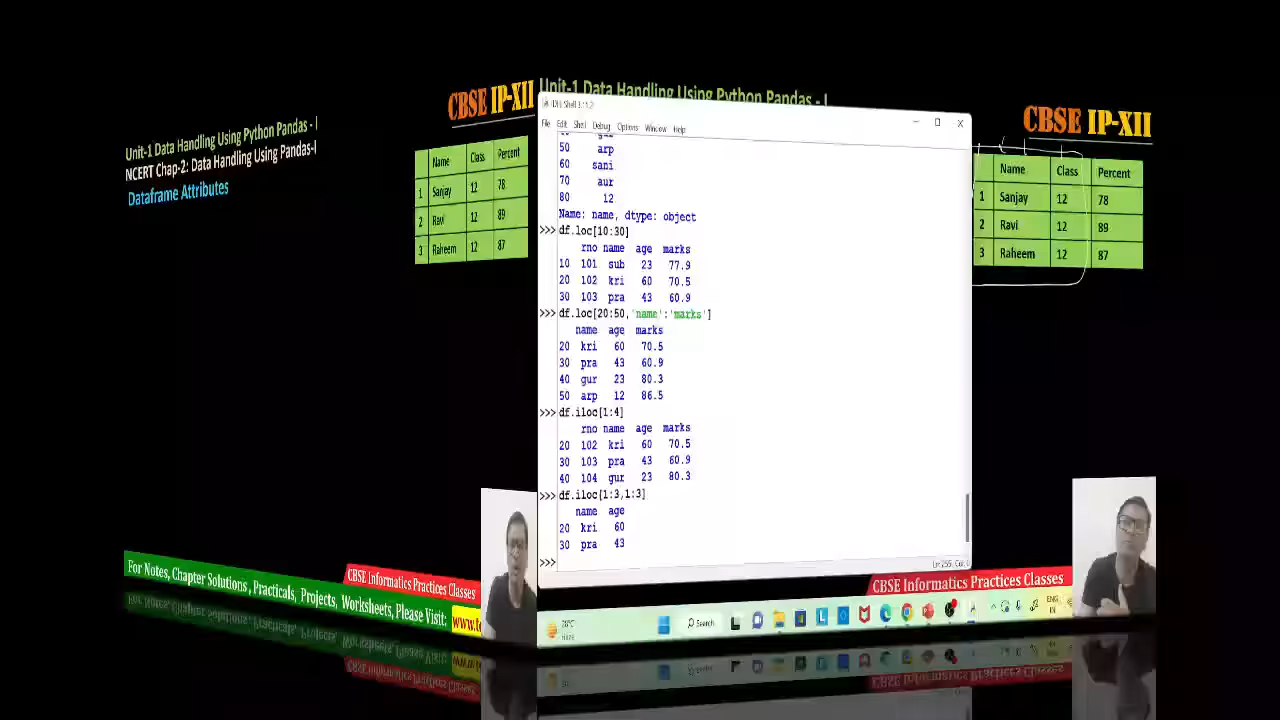 Unit-1 Data Handling Using Python Pandas - I
NCERT Chap-2: Data Handling Using Pandas-I
Dataframe Attributes
CBSE IP-XII
Name Class Percent
1 Sanjay 12 78
2 Ravi 12 89
3 Raheem 12 87
For Notes, Chapter Solutions , Practicals, Projects, Worksheets, Please Visit:
CBSE Informatics Practices Classes
Unit-1 Data Handling Using Python Pandas - I
IDLE Shell 3.11.2
File Edit Shell Debug Options Window Help
50 arp
60 sani
70 aur
80 12
Name: name, dtype: object
>>> df.loc[10:30]
rno name age marks
10 101 sub 23 77.9
20 102 kri 60 70.5
30 103 pra 43 60.9
>>> df.loc[20:50,'name':'marks']
name age marks
20 kri 60 70.5
30 pra 43 60.9
40 gur 23 80.3
50 arp 12 86.5
>>> df.iloc[1:4]
rno name age marks
20 102 kri 60 70.5
30 103 pra 43 60.9
40 104 gur 23 80.3
>>> df.iloc[1:3,1:3]
name age
20 kri 60
30 pra 43
>>>
CBSE IP-XII
Name Class Percent
1 Sanjay 12 78
2 Ravi 12 89
3 Raheem 12 87
CBSE Informatics Practices Classes
Search
ENG
IN